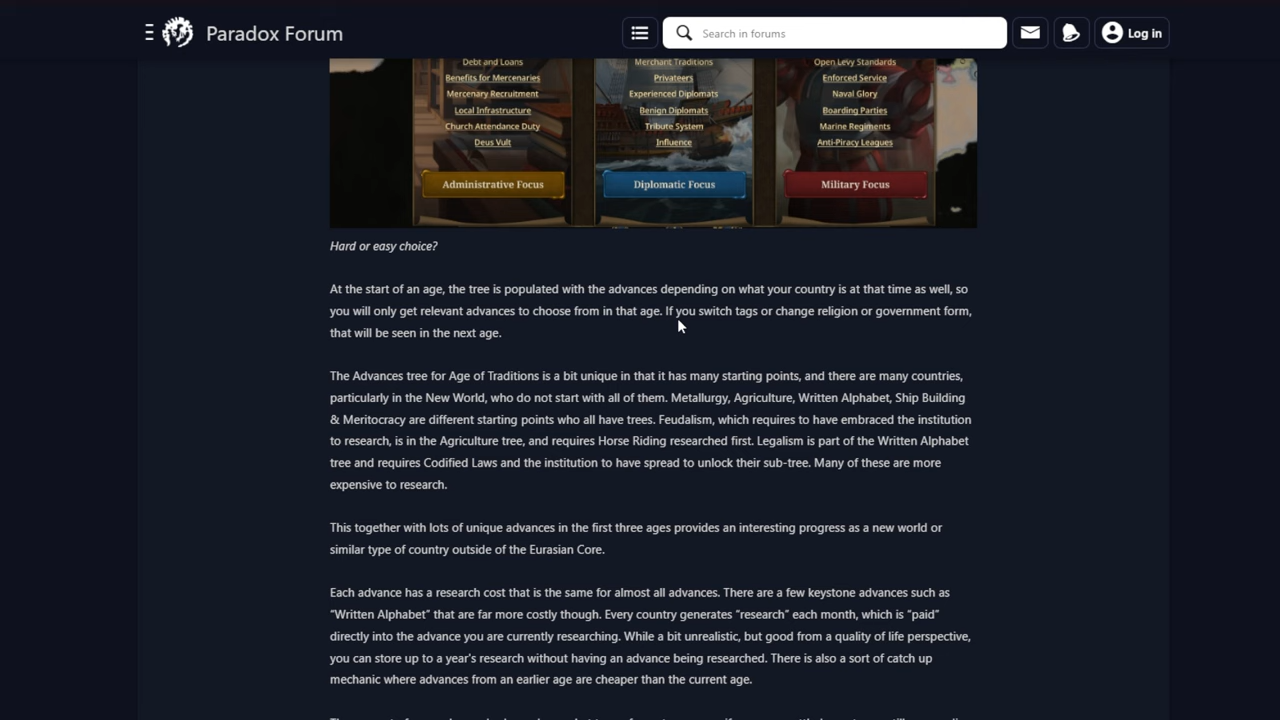 Paradox Forum
Search in forums
Log in
Debt and Loans
Benefits for Mercenaries
Mercenary Recruitment
Local Infrastructure
Church Attendance Duty
Deus Vult
Administrative Focus
Merchant Traditions
Privateers
Experienced Diplomats
Benign Diplomats
Tribute System
Influence
Diplomatic Focus
Open Levy Standards
Enforced Service
Naval Glory
Boarding Parties
Marine Regiments
Anti-Piracy Leagues
Military Focus
Hard or easy choice?
At the start of an age, the tree is populated with the advances depending on what your country is at that time as well, so
you will only get relevant advances to choose from in that age. If you switch tags or change religion or government form,
that will be seen in the next age.
The Advances tree for Age of Traditions is a bit unique in that it has many starting points, and there are many countries,
particularly in the New World, who do not start with all of them. Metallurgy, Agriculture, Written Alphabet, Ship Building
& Meritocracy are different starting points who all have trees. Feudalism, which requires to have embraced the institution
to research, is in the Agriculture tree, and requires Horse Riding researched first. Legalism is part of the Written Alphabet
tree and requires Codified Laws and the institution to have spread to unlock their sub-tree. Many of these are more
expensive to research.
This together with lots of unique advances in the first three ages provides an interesting progress as a new world or
similar type of country outside of the Eurasian Core.
Each advance has a research cost that is the same for almost all advances. There are a few keystone advances such as
“Written Alphabet” that are far more costly though. Every country generates “research” each month, which is “paid”
directly into the advance you are currently researching. While a bit unrealistic, but good from a quality of life perspective,
you can store up to a year's research without having an advance being researched. There is also a sort of catch up
mechanic where advances from an earlier age are cheaper than the current age.